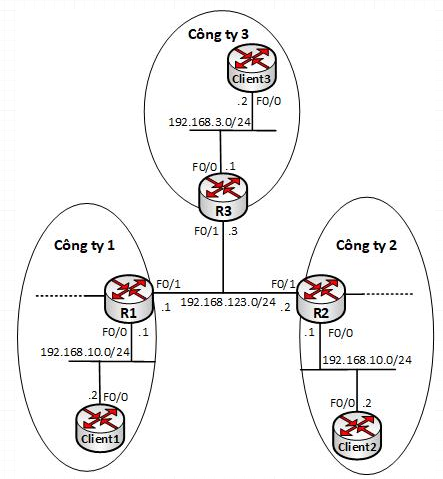 Công ty 3
Client3
.2 F0/0
192.168.3.0/24
F0/0 .1
R3
F0/1 .3
Công ty 1
Công ty 2
F0/1
F0/1
R1
.1
192.168.123.0/24
.2
R2
F0/0 .1
.1 F0/0
192.168.10.0/24
192.168.10.0/24
.2 F0/0
F0/0 .2
Client1
Client2